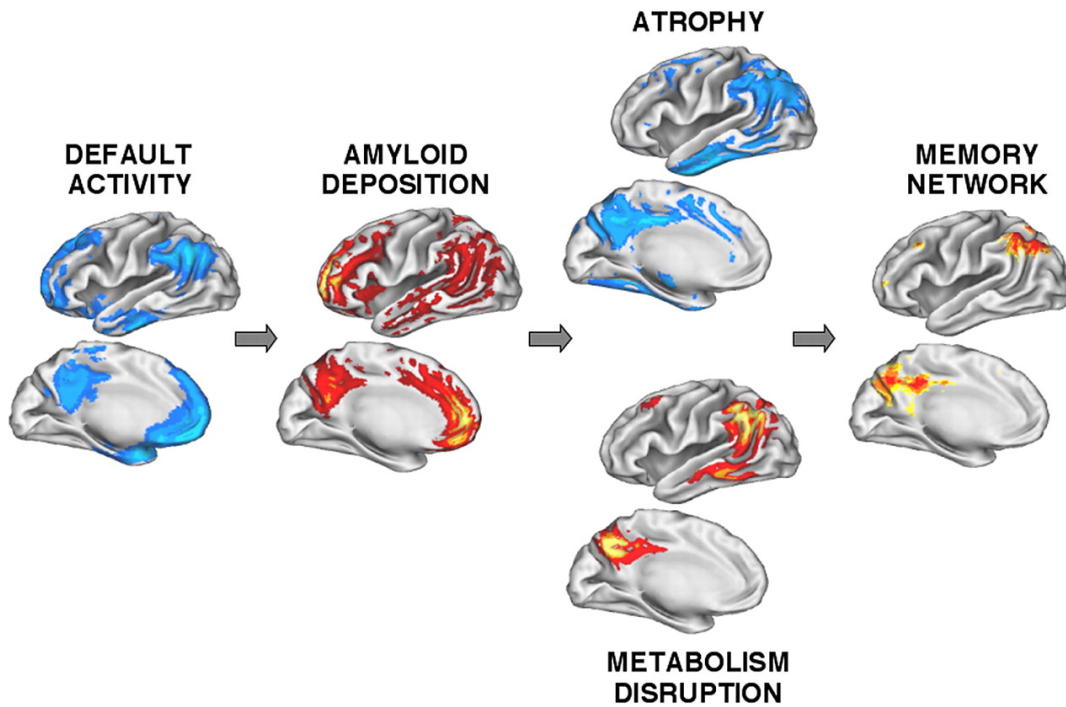 ATROPHY
DEFAULT
ACTIVITY
AMYLOID
DEPOSITION
MEMORY
NETWORK
METABOLISM
DISRUPTION